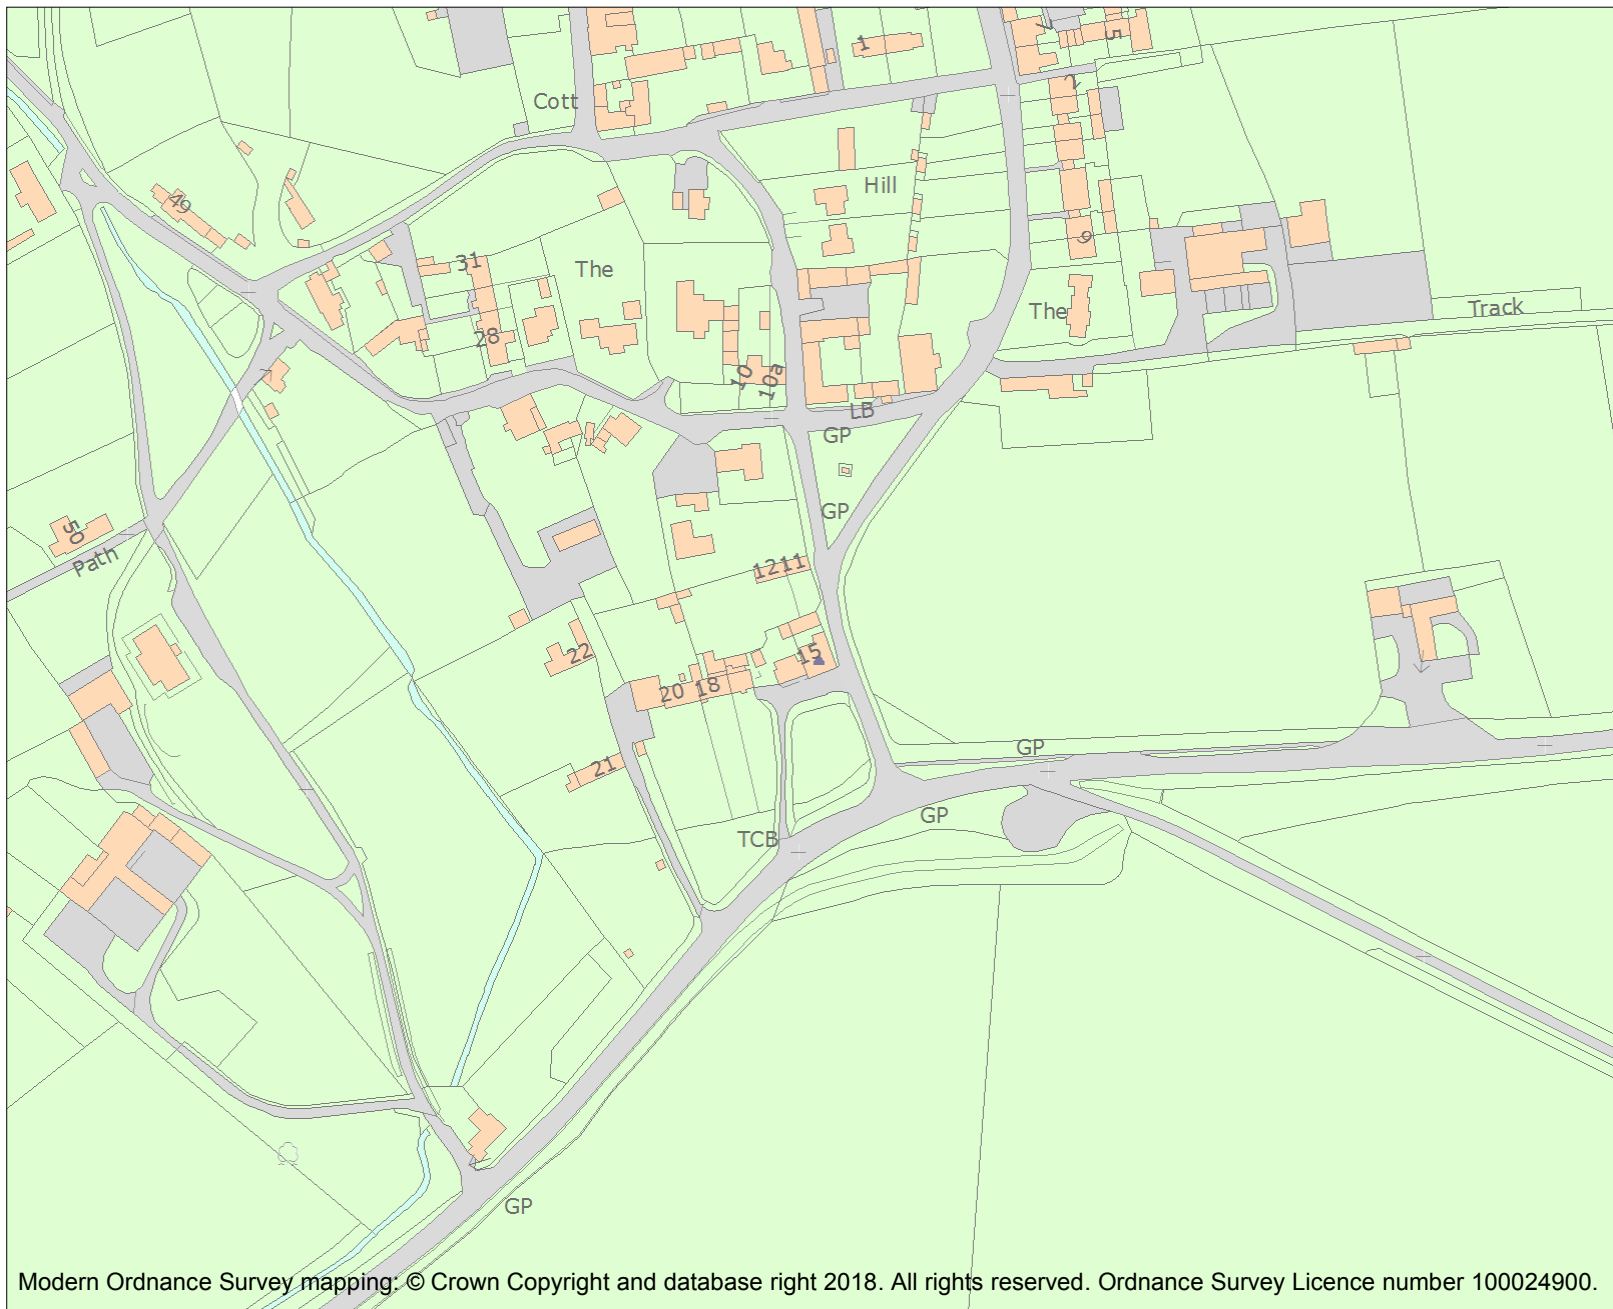 7
5
1
2
Cott
Hill
49
9
31
The
The
Track
28
10
10a
LB
GP
GP
50
Path
1211
22
15
20
18
21
GP
GP
TCB
GP
Modern Ordnance Survey mapping: © Crown Copyright and database right 2018. All rights reserved. Ordnance Survey Licence number 100024900.